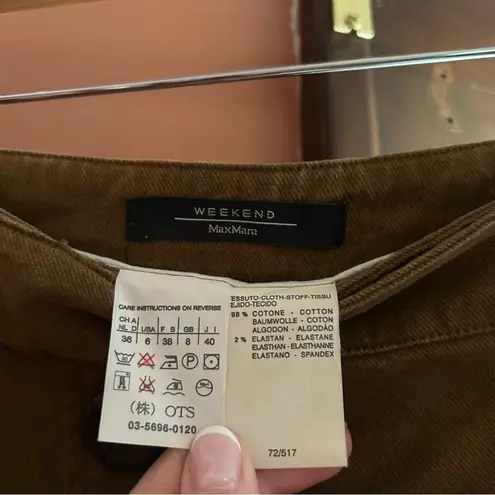 WEEKEND
MaxMara
CARE INSTRUCTIONS ON REVERSE
CH A
NL D USA F B GB J I
36 6 38 8 40
A
P
(株) OTS
03-5696-0120
ESSUTO-CLOTH-STOFF-TISSU
EJIDO-TECIDO
98 % COTONE - COTTON
BAUMWOLLE - COTON
ALGODON - ALGODÃO
2 % ELASTAN - ELASTANE
ELASTHAN - ELASTHANNE
ELASTANO - SPANDEX
72/517